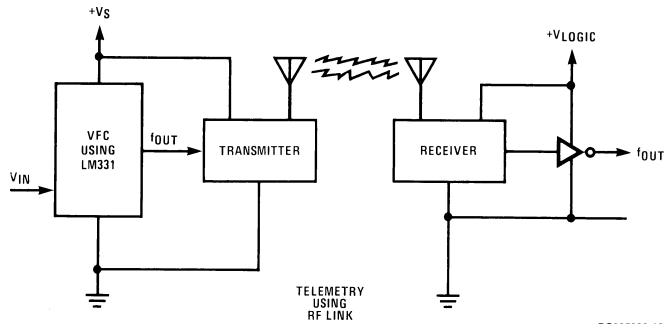 +VS
+VLOGIC
VFC
USING
LM331
fOUT
TRANSMITTER
RECEIVER
fOUT
VIN
TELEMETRY
USING
RF LINK